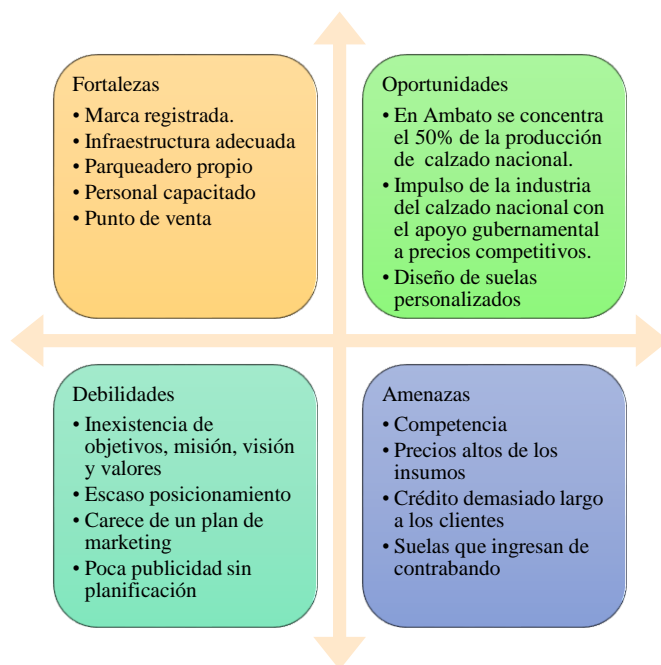 Fortalezas
• Marca registrada.
• Infraestructura adecuada
• Parqueadero propio
• Personal capacitado
• Punto de venta
Oportunidades
• En Ambato se concentra
el 50% de la producción
de calzado nacional.
• Impulso de la industria
del calzado nacional con
el apoyo gubernamental
a precios competitivos.
• Diseño de suelas
personalizados
Debilidades
• Inexistencia de
objetivos, misión, visión
y valores
• Escaso posicionamiento
• Carece de un plan de
marketing
• Poca publicidad sin
planificación
Amenazas
• Competencia
• Precios altos de los
insumos
• Crédito demasiado largo
a los clientes
• Suelas que ingresan de
contrabando